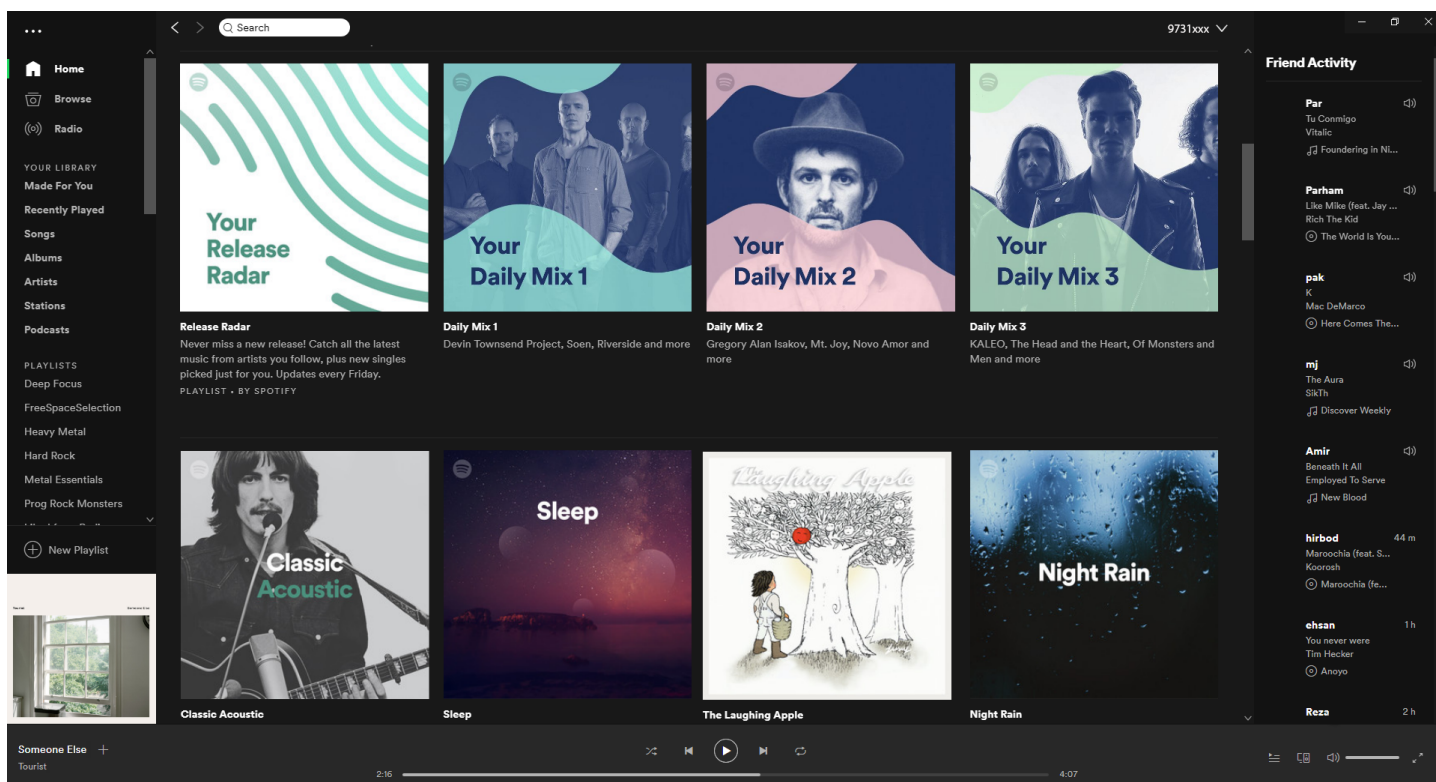 Search
9731xxx
Home
Browse
Radio
YOUR LIBRARY
Made For You
Recently Played
Songs
Albums
Artists
Stations
Podcasts
PLAYLISTS
Deep Focus
FreeSpaceSelection
Heavy Metal
Hard Rock
Metal Essentials
Prog Rock Monsters
New Playlist
Tourist
Someone Else
Your
Release
Radar
Release Radar
Never miss a new release! Catch all the latest
music from artists you follow, plus new singles
picked just for you. Updates every Friday.
PLAYLIST • BY SPOTIFY
Your
Daily Mix 1
Daily Mix 1
Devin Townsend Project, Soen, Riverside and more
Your
Daily Mix 2
Daily Mix 2
Gregory Alan Isakov, Mt. Joy, Novo Amor and
more
Your
Daily Mix 3
Daily Mix 3
KALEO, The Head and the Heart, Of Monsters and
Men and more
Classic
Acoustic
Classic Acoustic
Sleep
Sleep
The
Laughing Apple
The Laughing Apple
Night Rain
Night Rain
Friend Activity
Par
Tu Conmigo
Vitalic
Foundering in Ni...
Parham
Like Mike (feat. Jay ...
Rich The Kid
The World Is You...
pak
K
Mac DeMarco
Here Comes The...
mj
The Aura
SikTh
Discover Weekly
Amir
Beneath It All
Employed To Serve
New Blood
hirbod 44 m
Maroochia (feat. S...
Koorosh
Maroochia (fe...
ehsan 1 h
You never were
Tim Hecker
Anoyo
Reza 2 h
Someone Else
Tourist
2:16
4:07